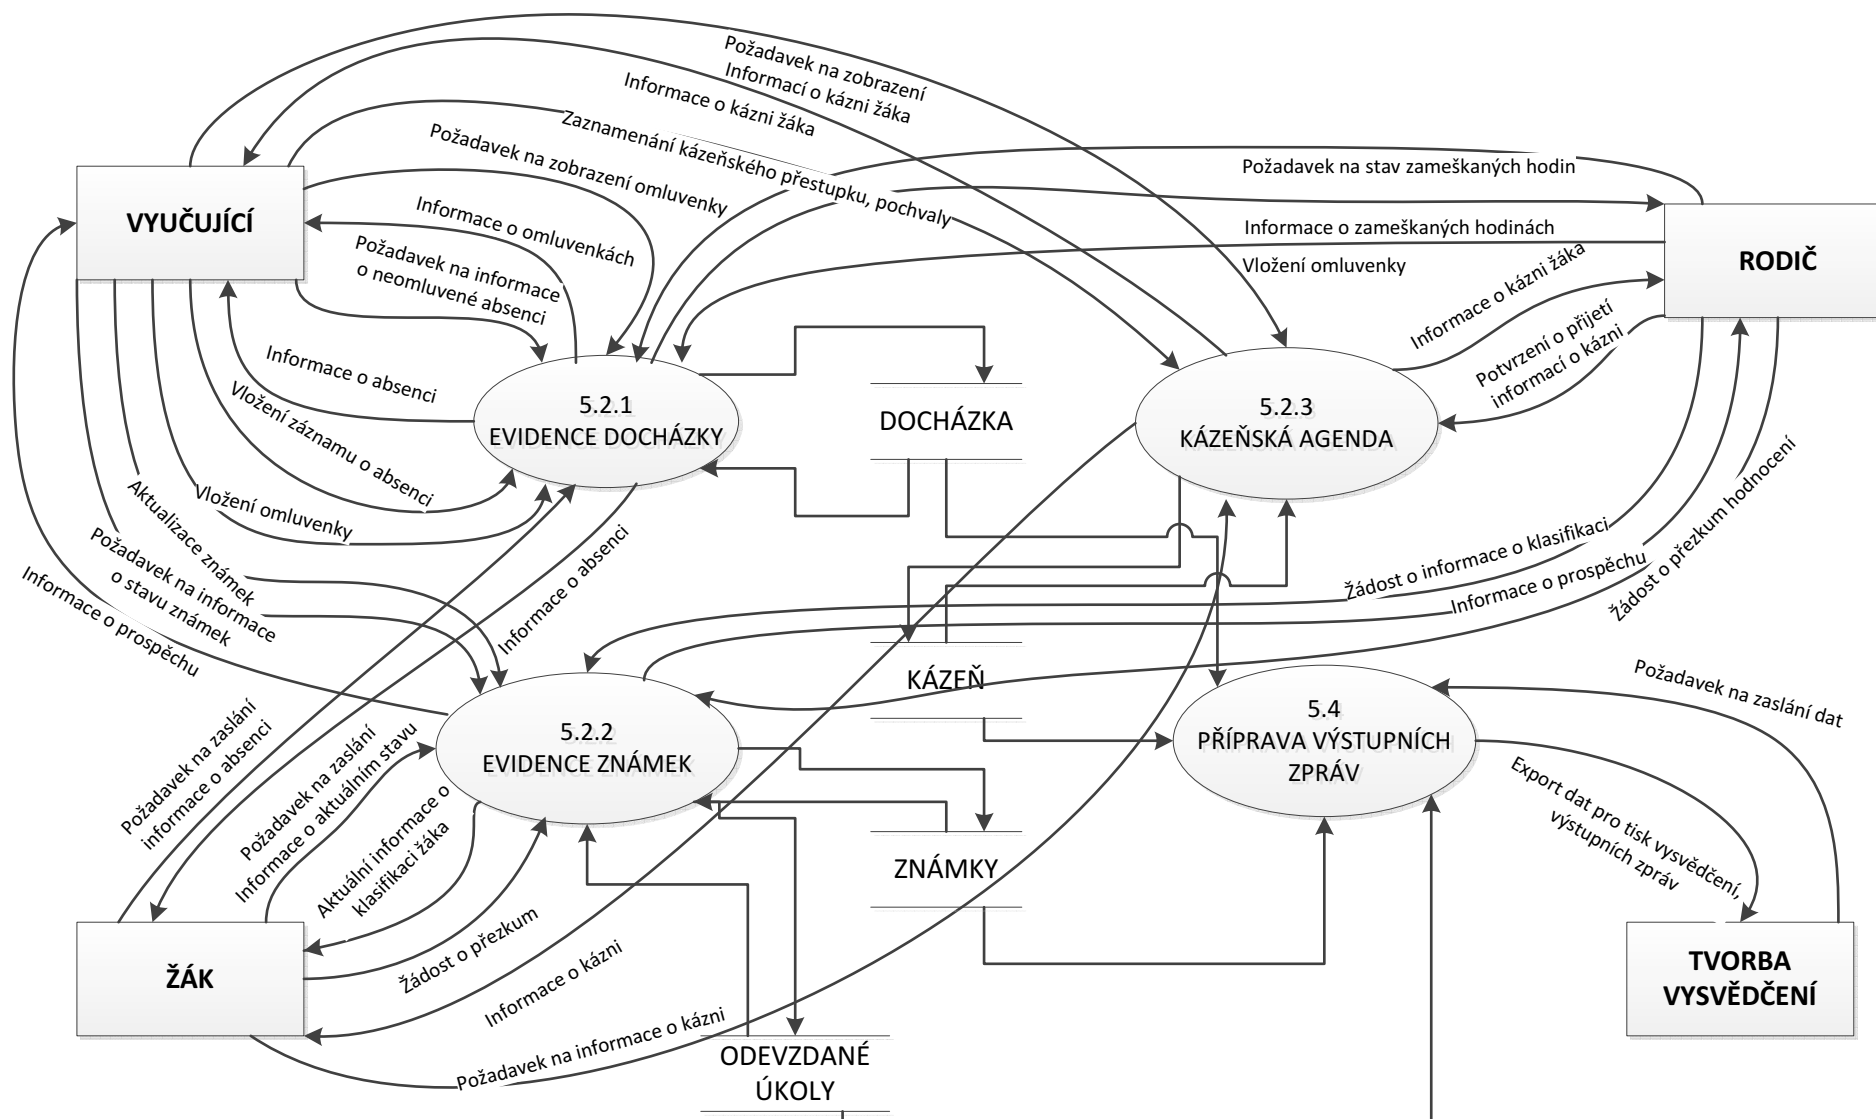 Požadavek na zobrazení
Informací o kázni žáka
Informace o kázni žáka
Zaznamenání kázeňského přestupku, pochvaly
Požadavek na zobrazení omluvenky
Informace o omluvenkách
Požadavek na informace
o neomluvené absenci
Informace o absenci
Vložení záznamu o absenci
Vložení omluvenky
Aktualizace známek
Požadavek na informace
o stavu známek
Informace o prospěchu
VYUČUJÍCÍ
Požadavek na stav zameškaných hodin
Informace o zameškaných hodinách
Vložení omluvenky
RODIČ
Informace o kázni žáka
Potvrzení o přijetí
informací o kázni
5.2.1
EVIDENCE DOCHÁZKY
DOCHÁZKA
5.2.3
KÁZEŇSKÁ AGENDA
Informace o absenci
Žádost o informace o klasifikaci
Informace o prospěchu
Žádost o přezkum hodnocení
KÁZEŇ
5.2.2
EVIDENCE ZNÁMEK
5.4
PŘÍPRAVA VÝSTUPNÍCH
ZPRÁV
Požadavek na zaslání dat
Export dat pro tisk vysvědčení,
výstupních zpráv
Požadavek na zaslání
informace o absenci
Požadavek na zaslání
Informace o aktuálním stavu
Aktuální informace o
klasifikaci žáka
Žádost o přezkum
Informace o kázni
Požadavek na informace o kázni
ZNÁMKY
ŽÁK
TVORBA
VYSVĚDČENÍ
ODEVZDANÉ
ÚKOLY